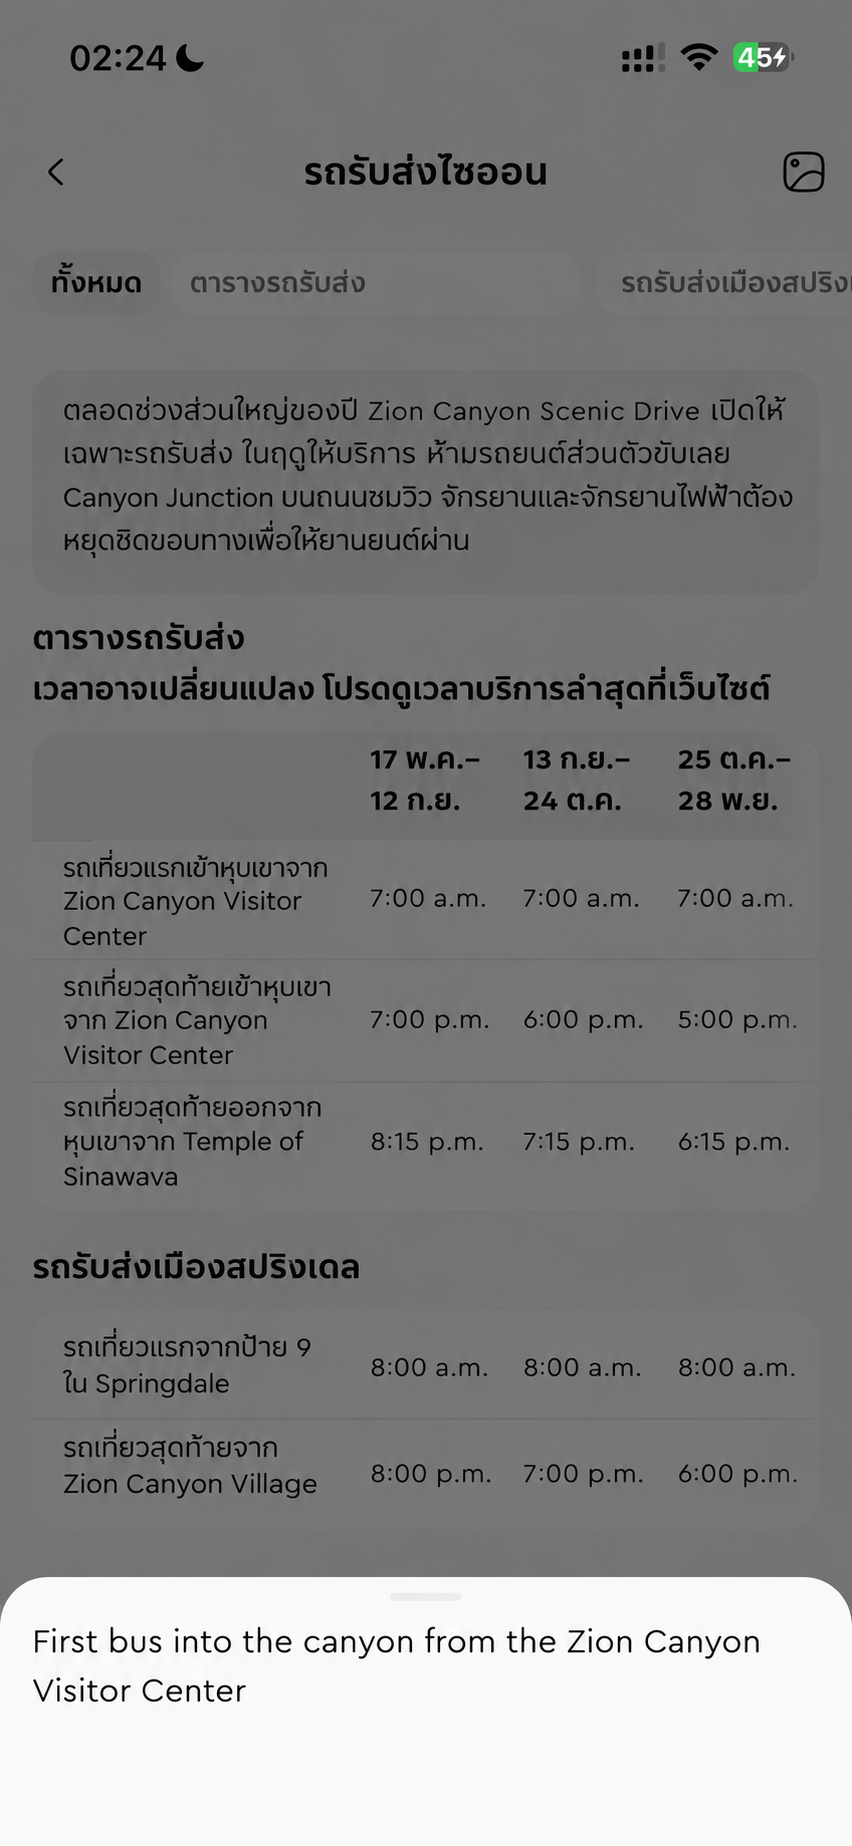 02:24
45
รถรับส่งไซออน
ทั้งหมด ตารางรถรับส่ง รถรับส่งเมืองสปริง
ตลอดช่วงส่วนใหญ่ของปี Zion Canyon Scenic Drive เปิดให้
เฉพาะรถรับส่ง ในฤดูให้บริการ ห้ามรถยนต์ส่วนตัวขับเลย
Canyon Junction บนถนนชมวิว จักรยานและจักรยานไฟฟ้าต้อง
หยุดชิดขอบทางเพื่อให้ยานยนต์ผ่าน
ตารางรถรับส่ง
เวลาอาจเปลี่ยนแปลง โปรดดูเวลาบริการล่าสุดที่เว็บไซต์
17 พ.ค.– 13 ก.ย.– 25 ต.ค.–
12 ก.ย. 24 ต.ค. 28 พ.ย.
รถเที่ยวแรกเข้าหุบเขาจาก
Zion Canyon Visitor 7:00 a.m. 7:00 a.m. 7:00 a.m.
Center
รถเที่ยวสุดท้ายเข้าหุบเขา
จาก Zion Canyon 7:00 p.m. 6:00 p.m. 5:00 p.m.
Visitor Center
รถเที่ยวสุดท้ายออกจาก
หุบเขาจาก Temple of 8:15 p.m. 7:15 p.m. 6:15 p.m.
Sinawava
รถรับส่งเมืองสปริงเดล
รถเที่ยวแรกจากป้าย 9
ใน Springdale 8:00 a.m. 8:00 a.m. 8:00 a.m.
รถเที่ยวสุดท้ายจาก
Zion Canyon Village 8:00 p.m. 7:00 p.m. 6:00 p.m.
First bus into the canyon from the Zion Canyon
Visitor Center